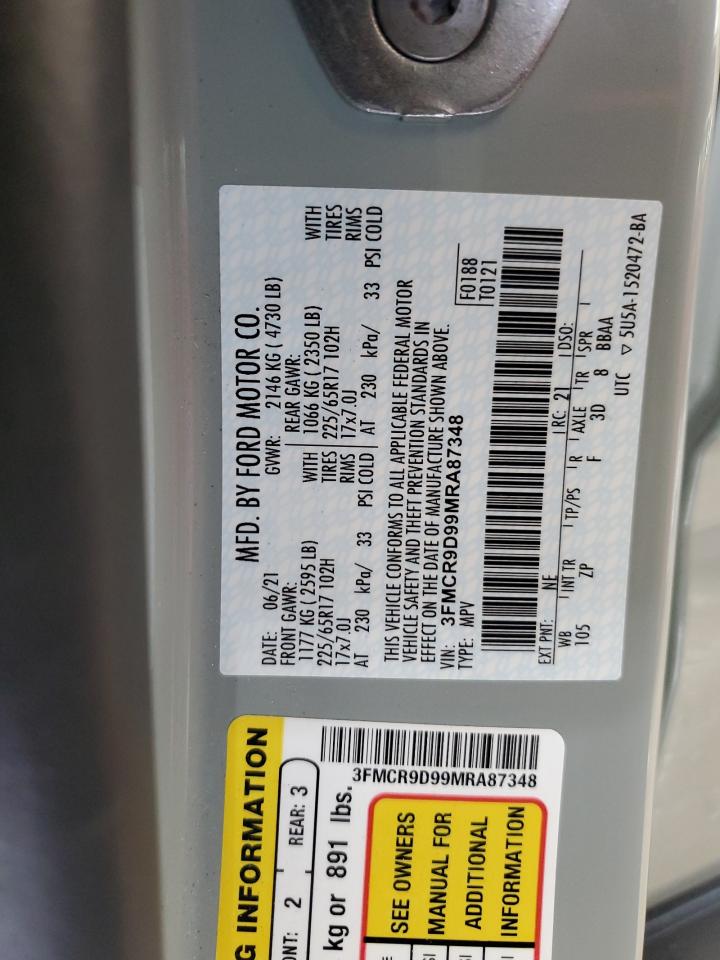 MFD. BY FORD MOTOR CO.
DATE: 06/21 GVWR: 2146 KG ( 4730 LB)
FRONT GAWR: REAR GAWR:
1177 KG ( 2595 LB) WITH 1066 KG ( 2350 LB) WITH
225/65R17 102H TIRES 225/65R17 102H TIRES
17x7.0J RIMS 17x7.0J RIMS
AT 230 kPa/ 33 PSI COLD AT 230 kPa/ 33 PSI COLD
THIS VEHICLE CONFORMS TO ALL APPLICABLE FEDERAL MOTOR
VEHICLE SAFETY AND THEFT PREVENTION STANDARDS IN
EFFECT ON THE DATE OF MANUFACTURE SHOWN ABOVE.
VIN: 3FMCR9D99MRA87348 F0188
TYPE: MPV T0121
EXT PNT: NE RC: 21 DSO:
WB INT TR TP/PS R AXLE TR SPR
105 ZP F 3D 8 BBAA
UTC ▽ 5U5A-1520472-BA
G INFORMATION
ONT: 2 REAR: 3
kg or 891 lbs.
3FMCR9D99MRA87348
SEE OWNERS
MANUAL FOR
ADDITIONAL
INFORMATION